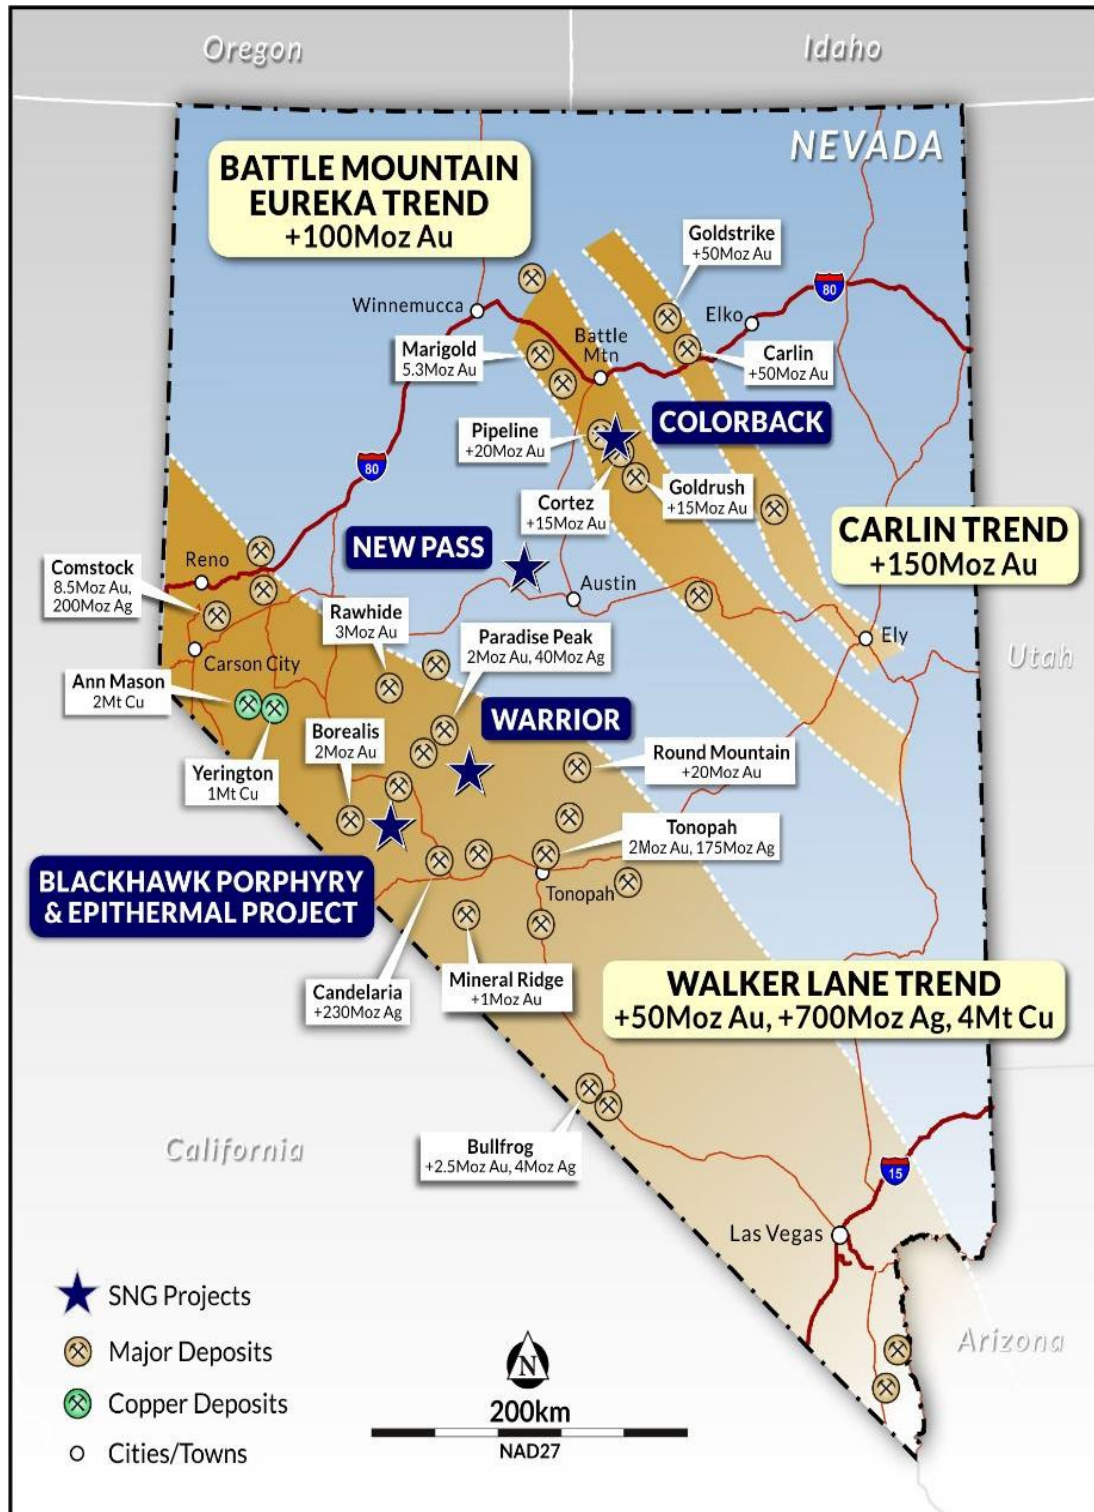 Oregon
Idaho
NEVADA
BATTLE MOUNTAIN
EUREKA TREND
+100Moz Au
Goldstrike
+50Moz Au
80
Winnemucca
Elko
Battle
Mtn
Marigold
5.3Moz Au
Carlin
+50Moz Au
COLORBACK
Pipeline
+20Moz Au
80
Goldrush
+15Moz Au
Cortez
+15Moz Au
CARLIN TREND
+150Moz Au
NEW PASS
Reno
Comstock
8.5Moz Au,
200Moz Ag
Austin
Rawhide
3Moz Au
Paradise Peak
2Moz Au, 40Moz Ag
Ely
Utah
Carson City
Ann Mason
2Mt Cu
WARRIOR
Borealis
2Moz Au
Round Mountain
+20Moz Au
Yerington
1Mt Cu
Tonopah
2Moz Au, 175Moz Ag
BLACKHAWK PORPHYRY
& EPITHERMAL PROJECT
Tonopah
Candelaria
+230Moz Ag
Mineral Ridge
+1Moz Au
WALKER LANE TREND
+50Moz Au, +700Moz Ag, 4Mt Cu
California
Bullfrog
+2.5Moz Au, 4Moz Ag
15
Las Vegas
Arizona
SNG Projects
Major Deposits
Copper Deposits
Cities/Towns
N
200km
NAD27